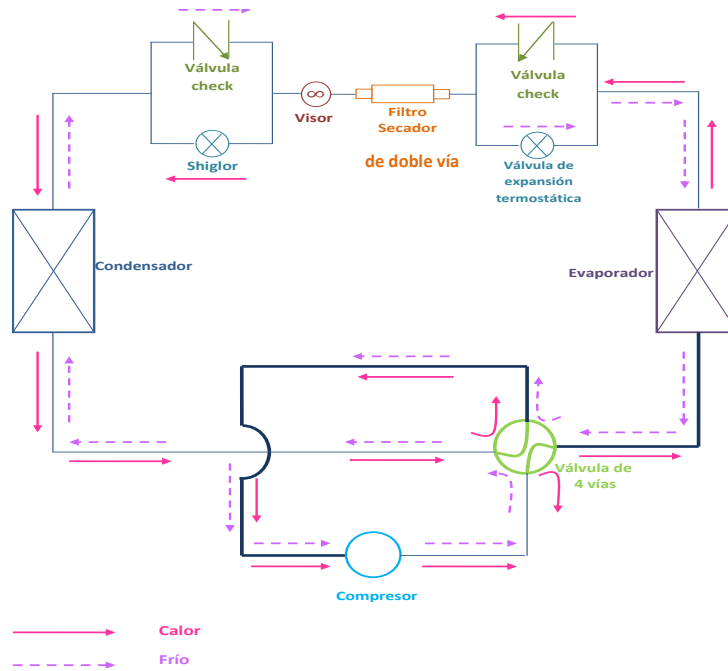 Válvula
check
Visor
Filtro
Secador
de doble vía
Válvula
check
Shiglor
Válvula de
expansión
termostática
Condensador
Evaporador
Válvula de
4 vías
Compresor
Calor
Frío